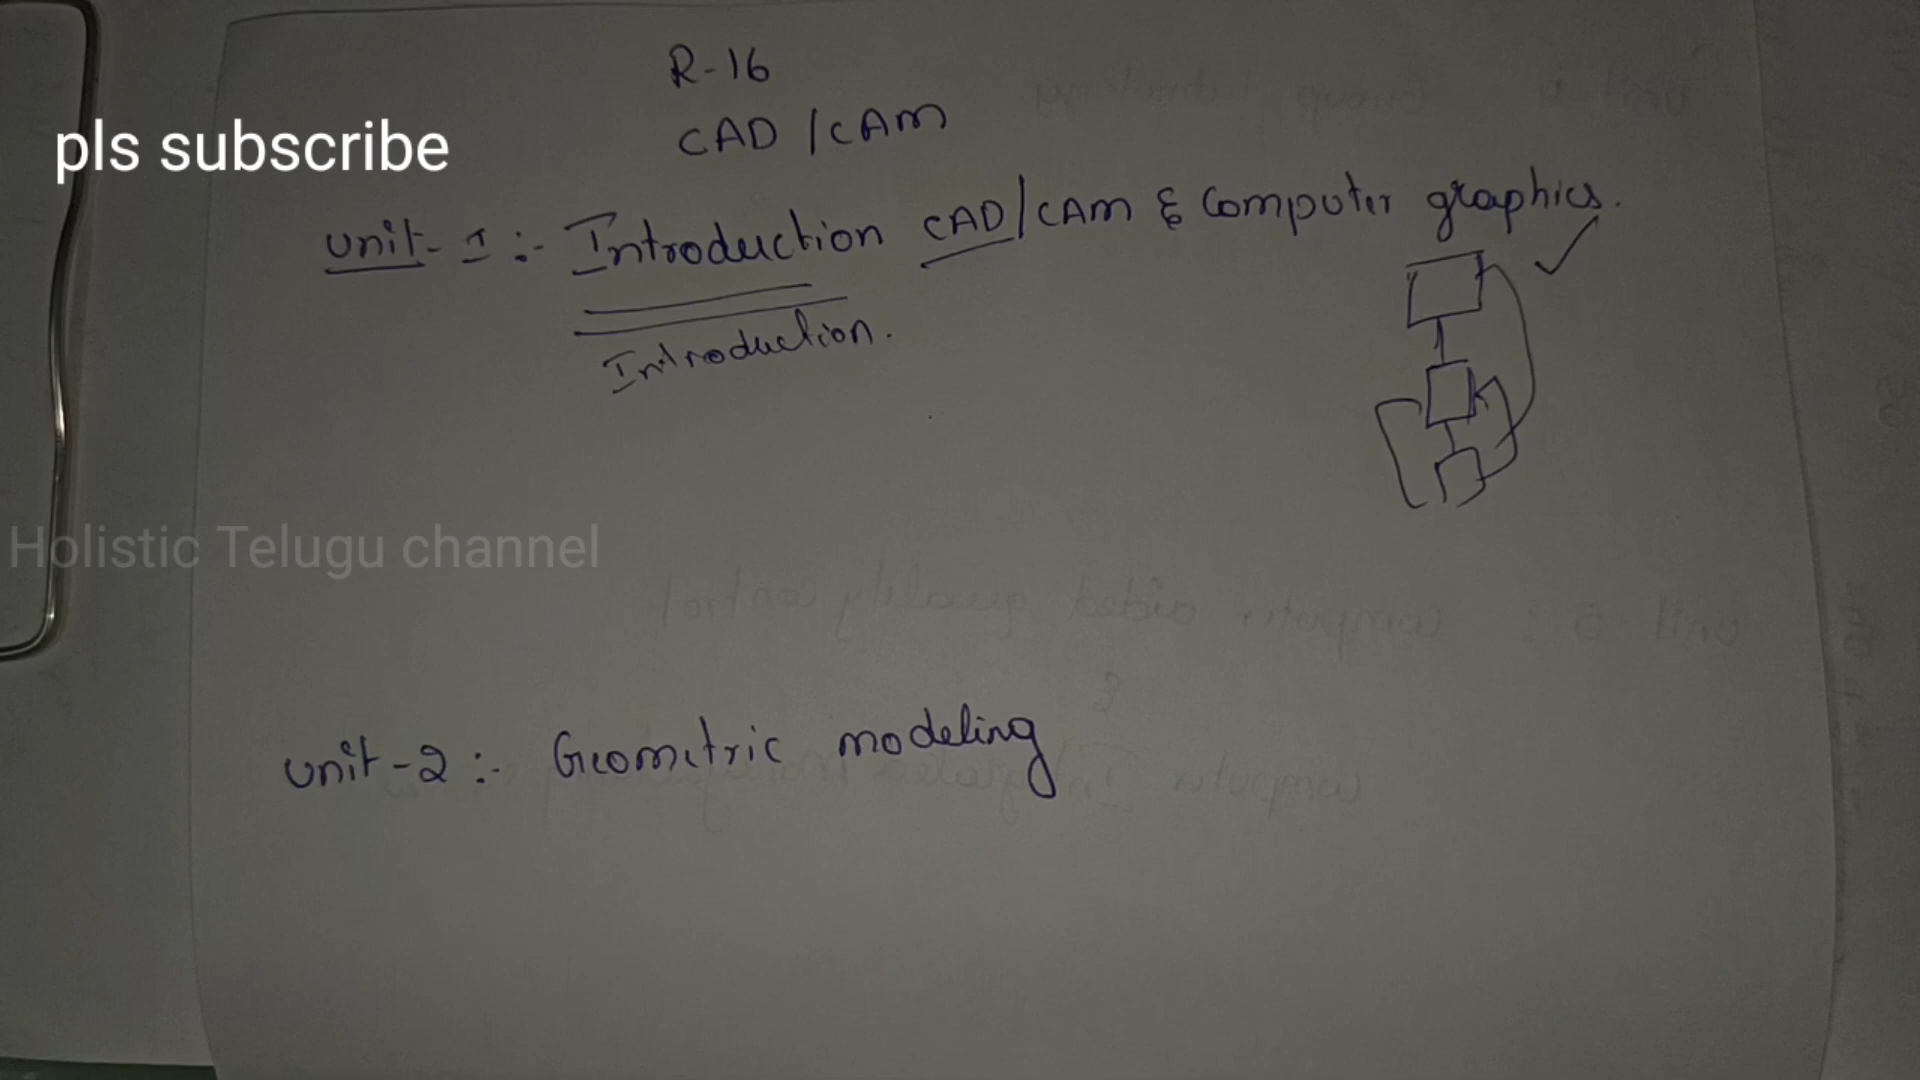 R-16
CAD/CAM
pls subscribe
Unit-1:- Introduction CAD/CAM & Computer graphics.
Introduction.
Holistic Telugu channel
Unit-2:- Geometric modeling